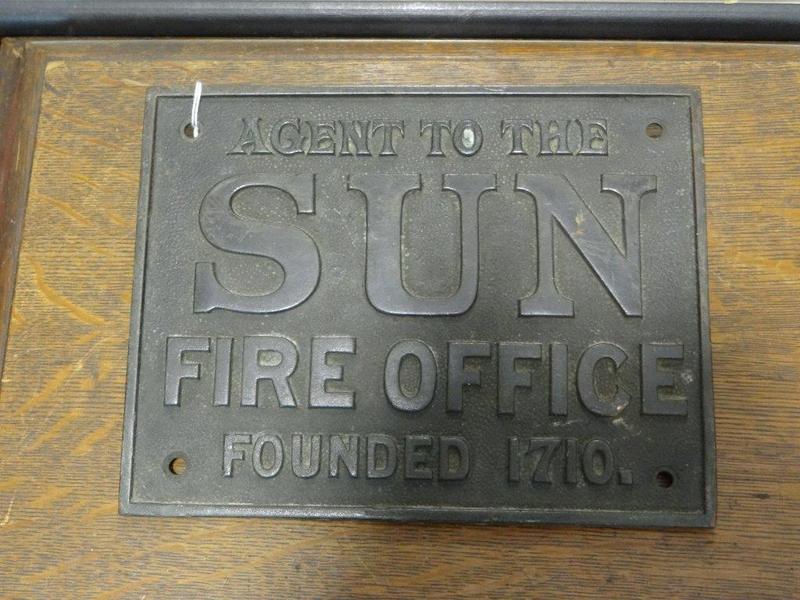 AGENT TO THE
SUN
FIRE OFFICE
FOUNDED 1710.